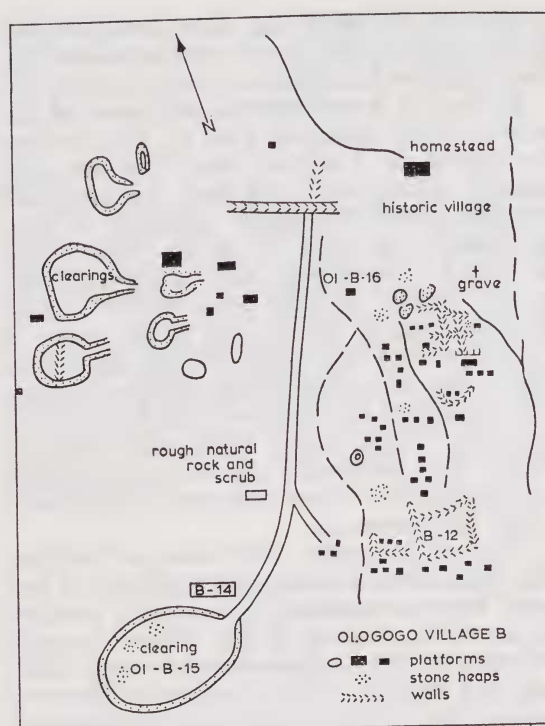 N
homestead
historic village
clearings
OI-B-16
+
grave
rough natural
rock and
scrub
B-12
B-14
clearing
OI-B-15
OLOGOGO VILLAGE B
platforms
stone heaps
walls